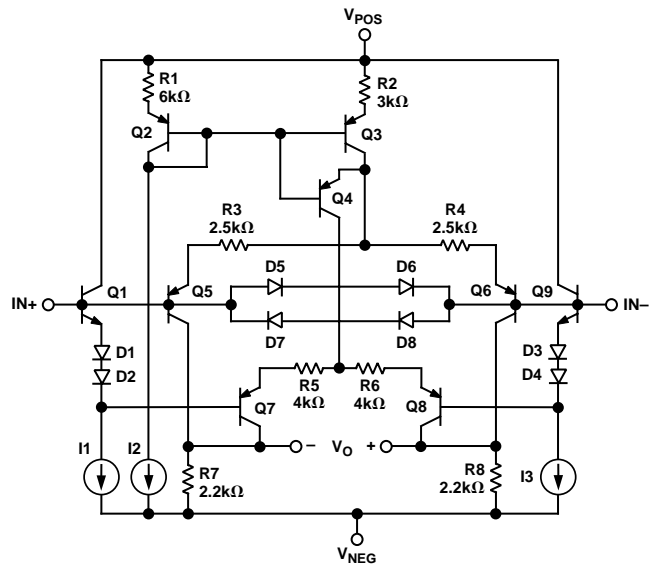 VPOS
R1
6kΩ
R2
3kΩ
Q2
Q3
Q4
R3
2.5kΩ
R4
2.5kΩ
D5
D6
IN+
Q1
Q5
Q6
Q9
IN–
D7
D8
D1
D2
D3
D4
R5
4kΩ
R6
4kΩ
Q7
Q8
I1
I2
– VO +
R7
2.2kΩ
R8
2.2kΩ
I3
VNEG